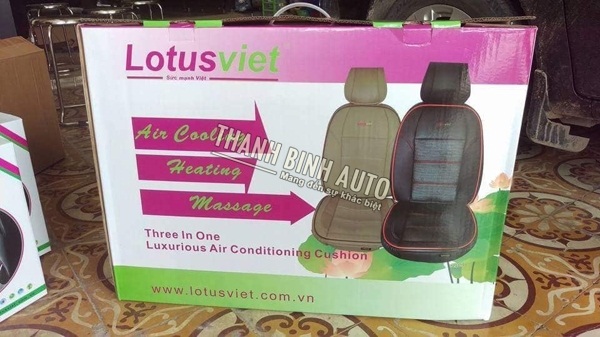 Lotusviet
Sức mạnh Việt
Air Cooling
Heating
Massage
THANH BINH AUTO
Mang đến sự khác biệt
Three In One
Luxurious Air Conditioning Cushion
www.lotusviet.com.vn